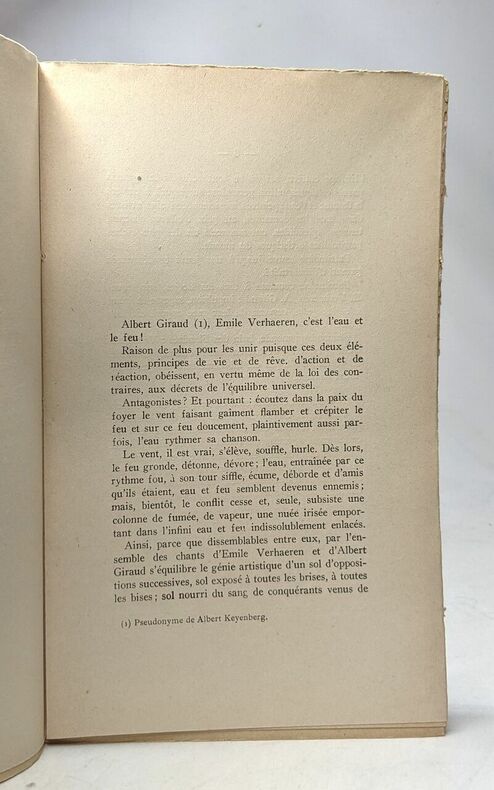 Albert Giraud (1), Emile Verhaeren, c'est l'eau et
le feu !
Raison de plus pour les unir puisque ces deux élé-
ments, principes de vie et de rêve. d'action et de
réaction, obéissent, en vertu même de la loi des con-
traires, aux décrets de l'équilibre universel.
Antagonistes ? Et pourtant : écoutez dans la paix du
foyer le vent faisant gaiment flamber et crépiter le
feu et sur ce feu doucement, plaintivement aussi par-
fois, l'eau rythmer sa chanson.
Le vent, il est vrai, s'élève, souffle, hurle. Dès lors,
le feu gronde, détonne, dévore ; l'eau, entraînée par ce
rythme fou, à son tour siffle, écume, déborde et d'amis
qu'ils étaient, eau et feu semblent devenus ennemis ;
mais, bientôt, le conflit cesse et, seule, subsiste une
colonne de fumée, de vapeur, une nuée irisée empor-
tant dans l'infini eau et feu indissolublement enlacés.
Ainsi, parce que dissemblables entre eux, par l'en-
semble des chants d'Emile Verhaeren et d'Albert
Giraud s'équilibre le génie artistique d'un sol d'opposi-
tions successives, sol exposé à toutes les brises, à toutes
les bises ; sol nourri du sang de conquérants venus de
(1) Pseudonyme de Albert Keyenberg.